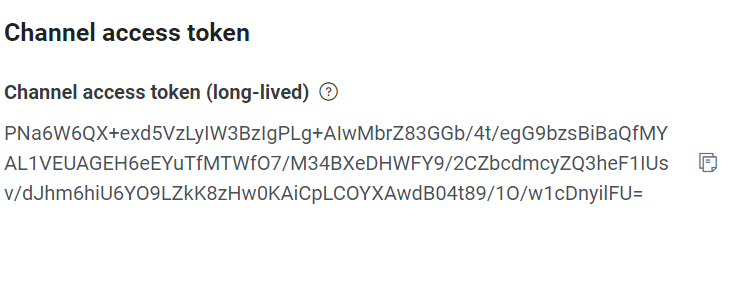 Channel access token
Channel access token (long-lived) ?
PNa6W6QX+exd5VzLyIW3BzIgPLg+AIwMbrZ83GGb/4t/egG9bzsBiBaQfMY
AL1VEUAGEH6eEYuTfMTWfO7/M34BXeDHWFY9/2CZbcdmcyZQ3heF1IUs
v/dJhm6hiU6YO9LZkK8zHw0KAiCpLCOYXAwdB04t89/1O/w1cDnyilFU=